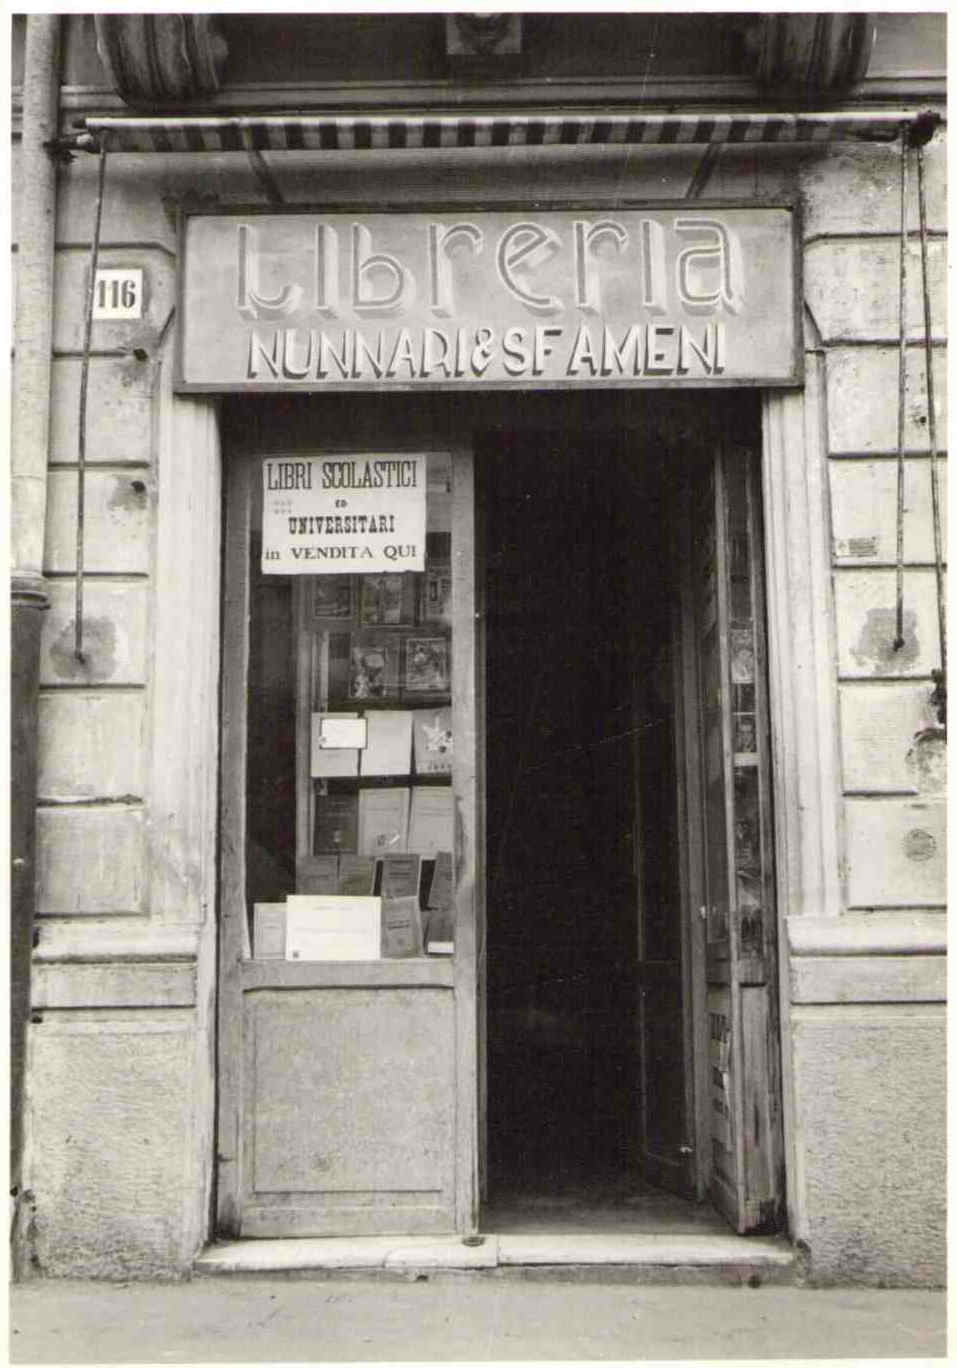 Libreria
NUNNARI & SFAMENI
116
LIBRI SCOLASTICI
ED
UNIVERSITARI
in VENDITA QUI